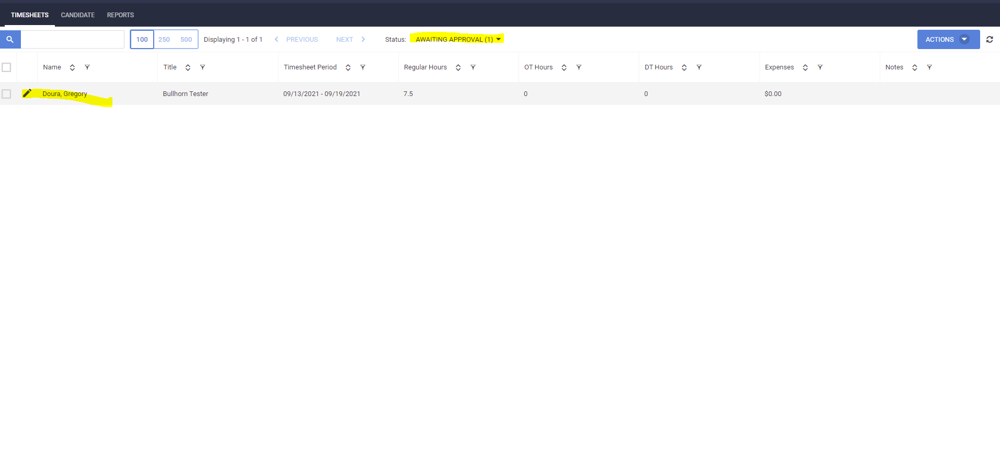 TIMESHEETS CANDIDATE REPORTS
100 250 500 Displaying 1 - 1 of 1 PREVIOUS NEXT Status: AWAITING APPROVAL (1) ACTIONS
Name Title Timesheet Period Regular Hours OT Hours DT Hours Expenses Notes
Doura, Gregory Bullhorn Tester 09/13/2021 - 09/19/2021 7.5 0 0 $0.00